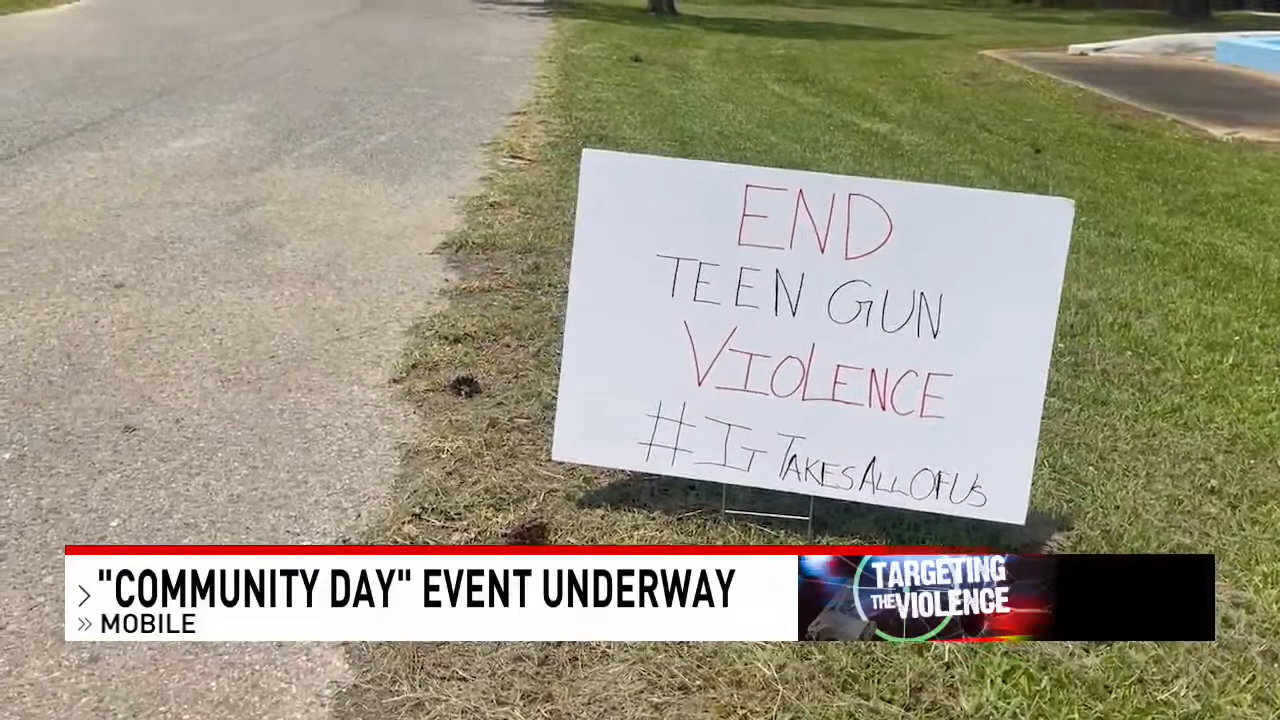 END
TEEN GUN
VIOLENCE
#ITTAKESALLOFUS
"COMMUNITY DAY" EVENT UNDERWAY
MOBILE
TARGETING
THE VIOLENCE